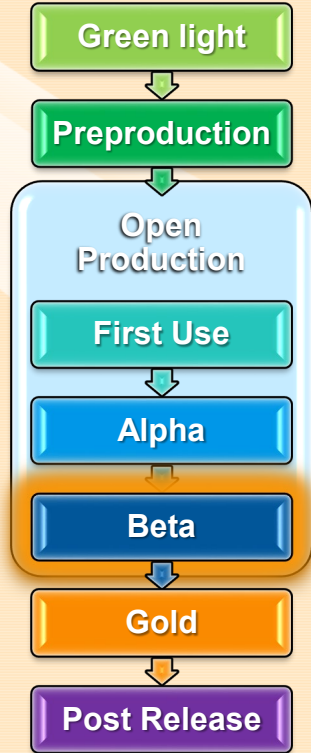 Green light
Preproduction
Open
Production
First Use
Alpha
Beta
Gold
Post Release